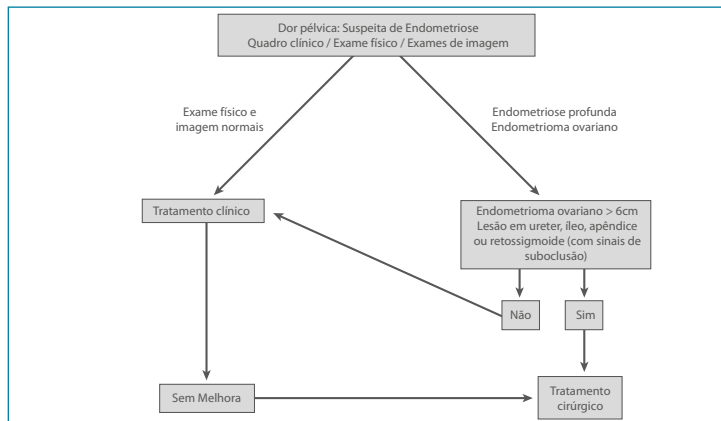 Dor pélvica: Suspeita de Endometriose
Quadro clínico / Exame físico / Exames de imagem
Exame físico e
imagem normais
Endometriose profunda
Endometrioma ovariano
Tratamento clínico
Endometrioma ovariano > 6cm
Lesão em ureter, íleo, apêndice
ou retossigmoide (com sinais de
suboclusão)
Não
Sim
Sem Melhora
Tratamento
cirúrgico